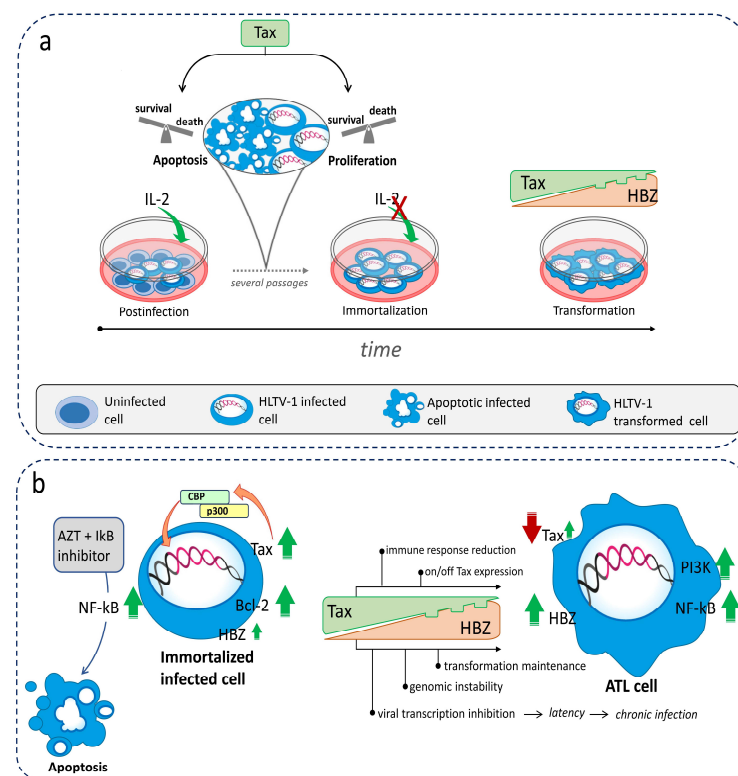 a
Tax
survival
death
Apoptosis
survival
death
Proliferation
IL-2
IL-2
Tax
HBZ
several passages
Postinfection
Immortalization
Transformation
time
Uninfected
cell
HLTV-1 infected
cell
Apoptotic infected
cell
HLTV-1
transformed cell
b
AZT + IkB
inhibitor
CBP
p300
Tax
NF-kB
Bcl-2
HBZ
Immortalized
infected cell
Apoptosis
immune response reduction
on/off Tax expression
Tax
HBZ
transformation maintenance
genomic instability
viral transcription inhibition
latency
chronic infection
Tax
PI3K
NF-kB
HBZ
ATL cell